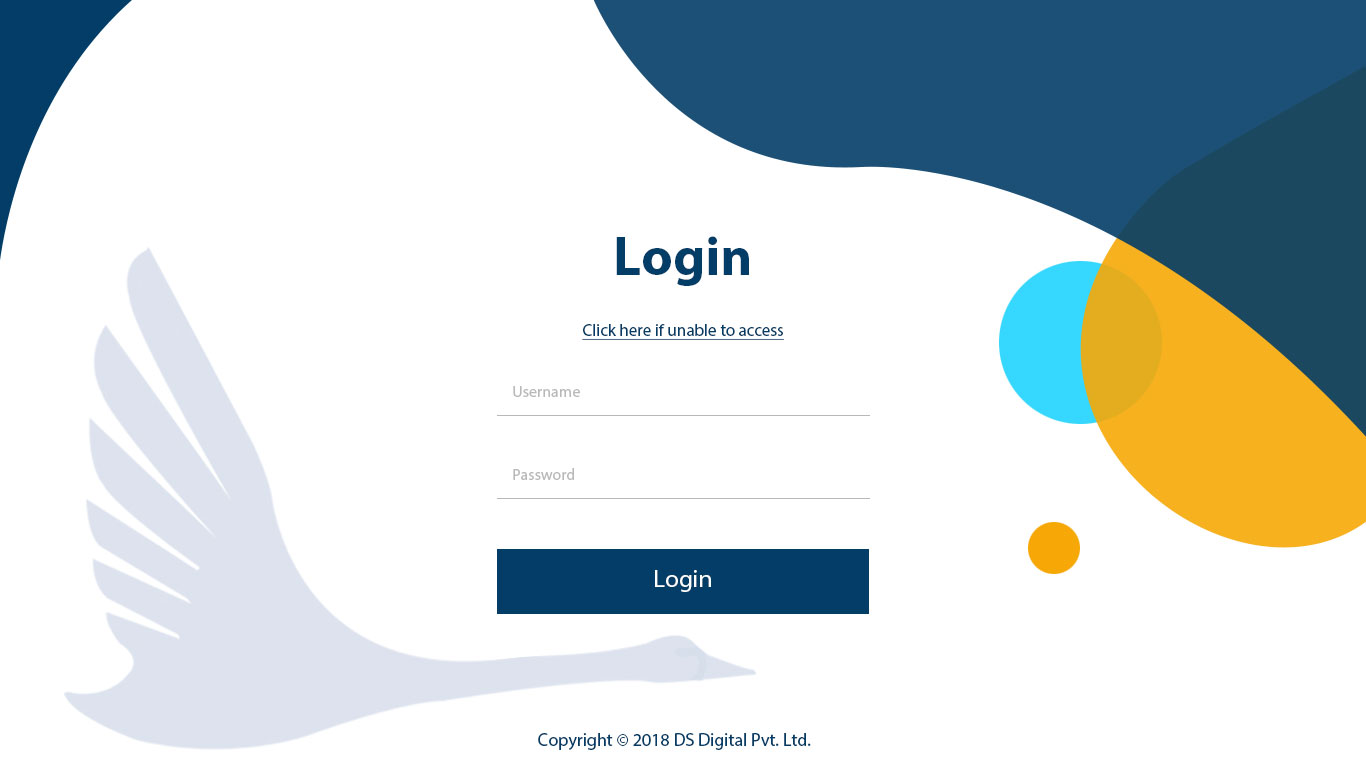 Login
Click here if unable to access
Username
Password
Login
Copyright © 2018 DS Digital Pvt. Ltd.